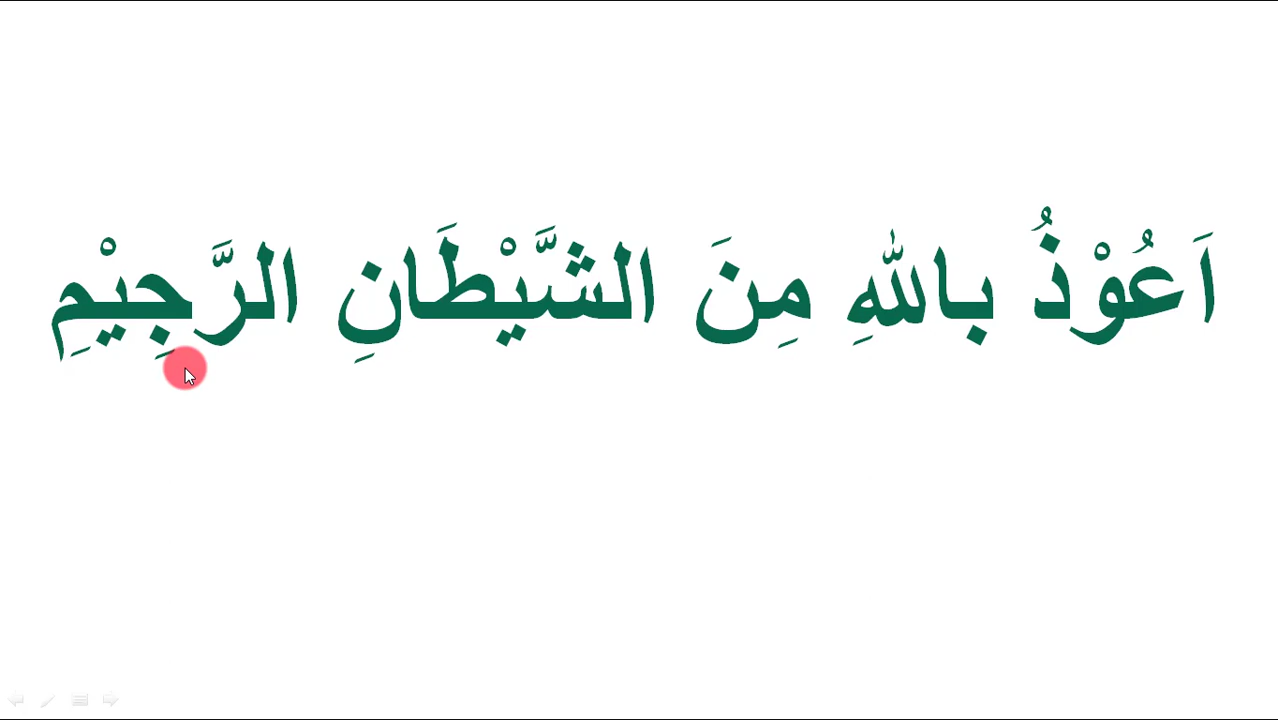 اَعُوْذُ بالله​ِ مِنَ الشَّيْطَانِ الرَّجِيْمِ